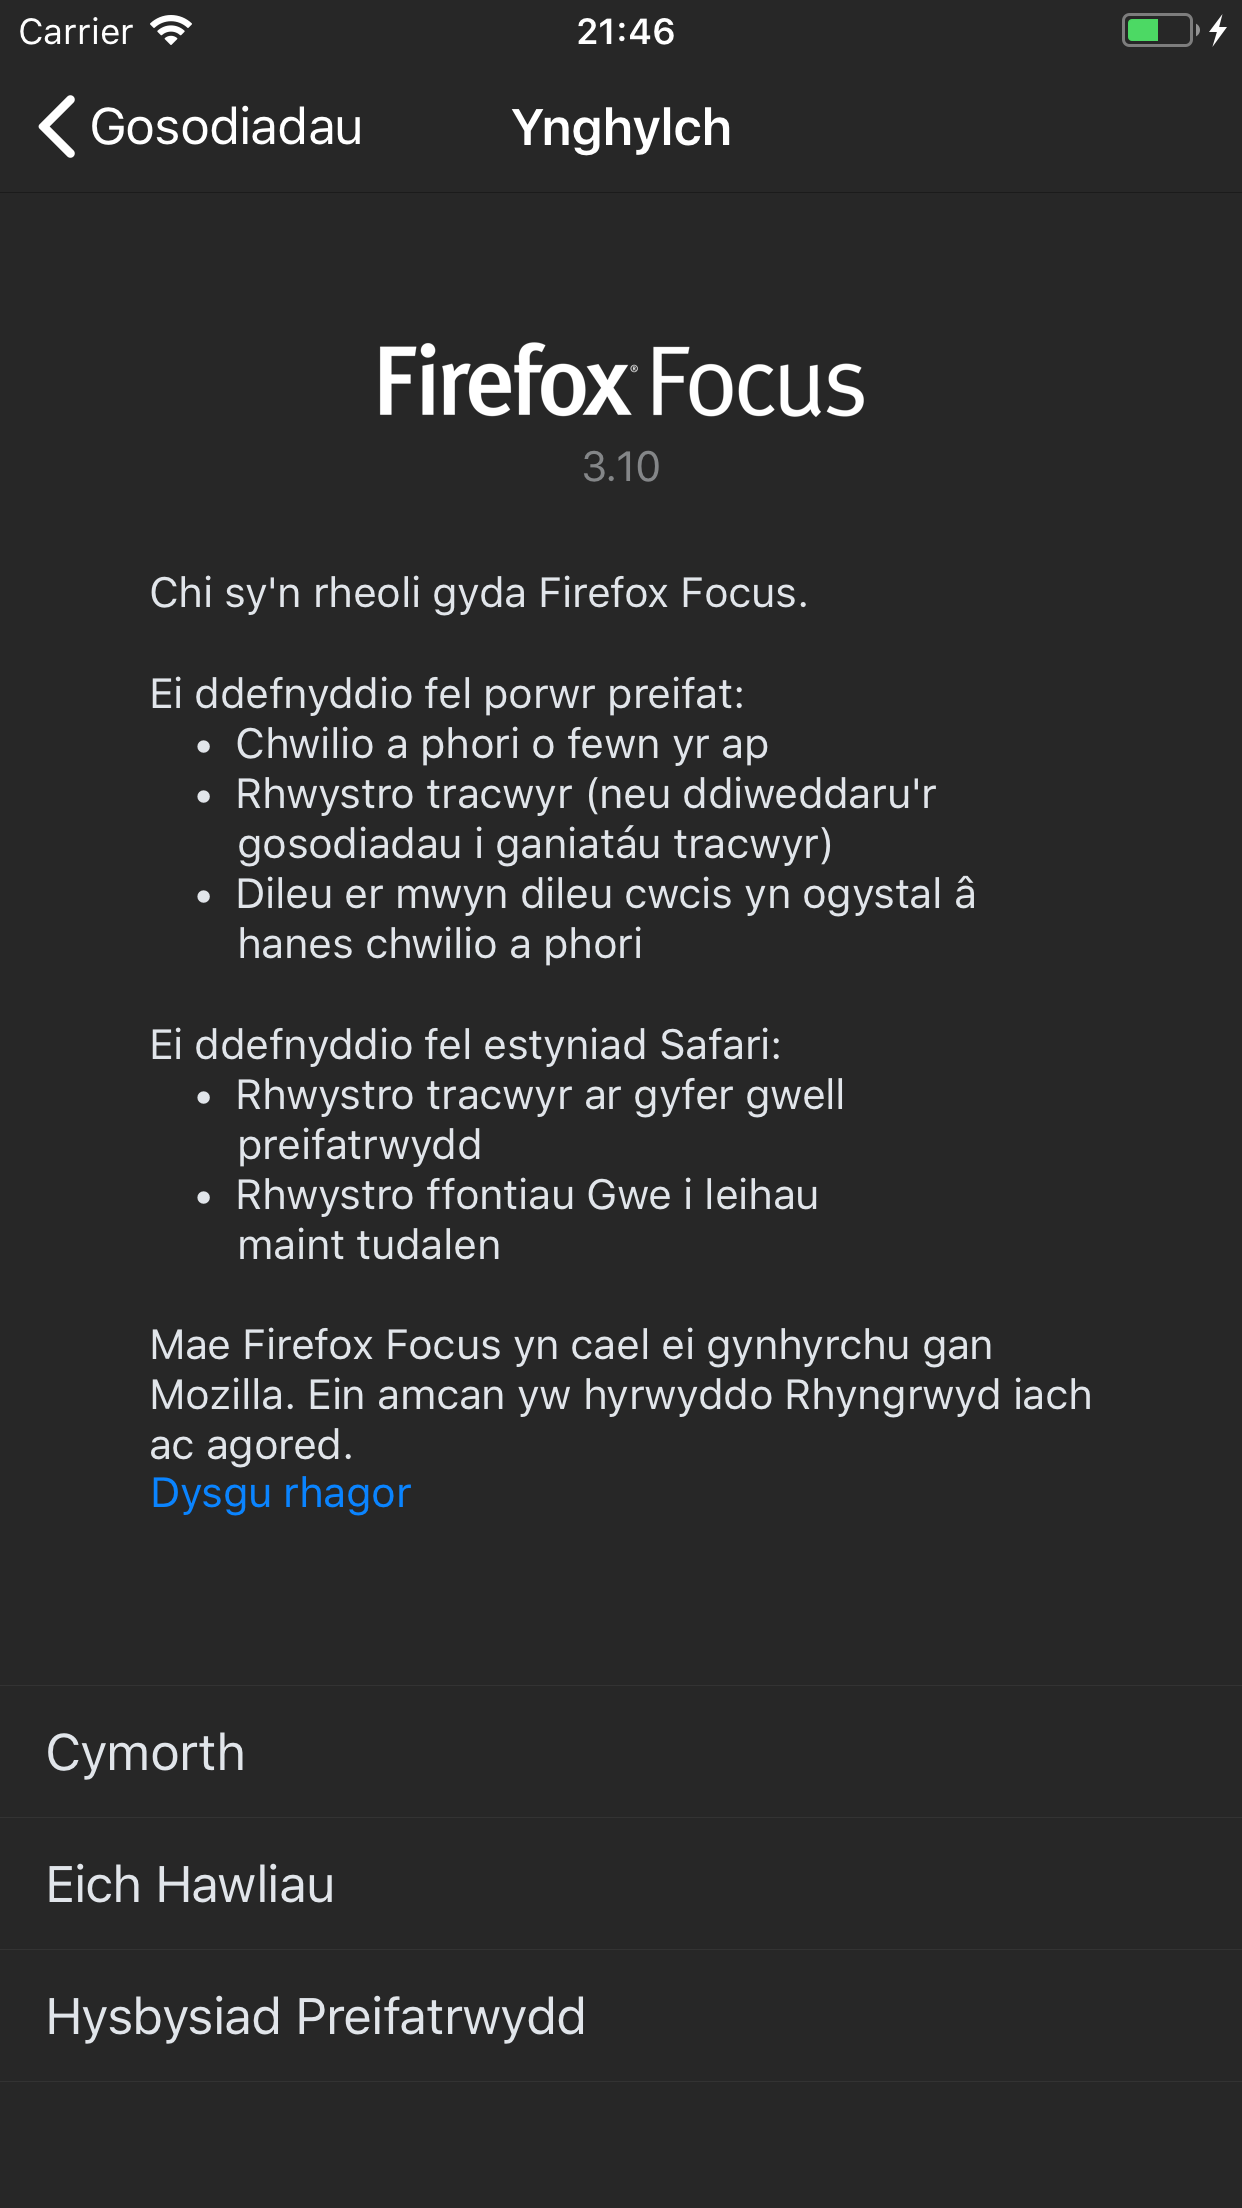 Carrier 21:46
Gosodiadau Ynghylch
Firefox® Focus
3.10
Chi sy'n rheoli gyda Firefox Focus.
Ei ddefnyddio fel porwr preifat:
• Chwilio a phori o fewn yr ap
• Rhwystro tracwyr (neu ddiweddaru'r
gosodiadau i ganiatáu tracwyr)
• Dileu er mwyn dileu cwcis yn ogystal â
hanes chwilio a phori
Ei ddefnyddio fel estyniad Safari:
• Rhwystro tracwyr ar gyfer gwell
preifatrwydd
• Rhwystro ffontiau Gwe i leihau
maint tudalen
Mae Firefox Focus yn cael ei gynhyrchu gan
Mozilla. Ein amcan yw hyrwyddo Rhyngrwyd iach
ac agored.
Dysgu rhagor
Cymorth
Eich Hawliau
Hysbysiad Preifatrwydd